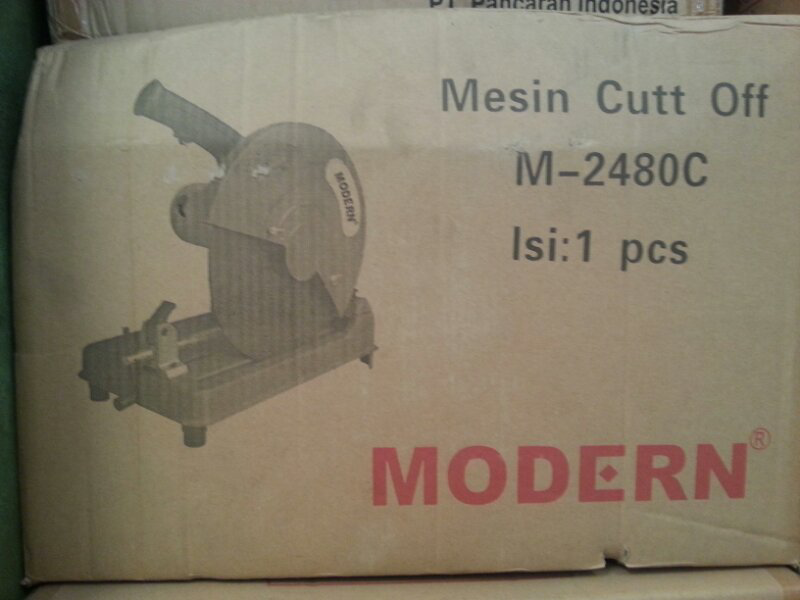 PT. Pancaran Indonesia
Mesin Cutt Off
M-2480C
Isi:1 pcs
MODERN
MODERN®